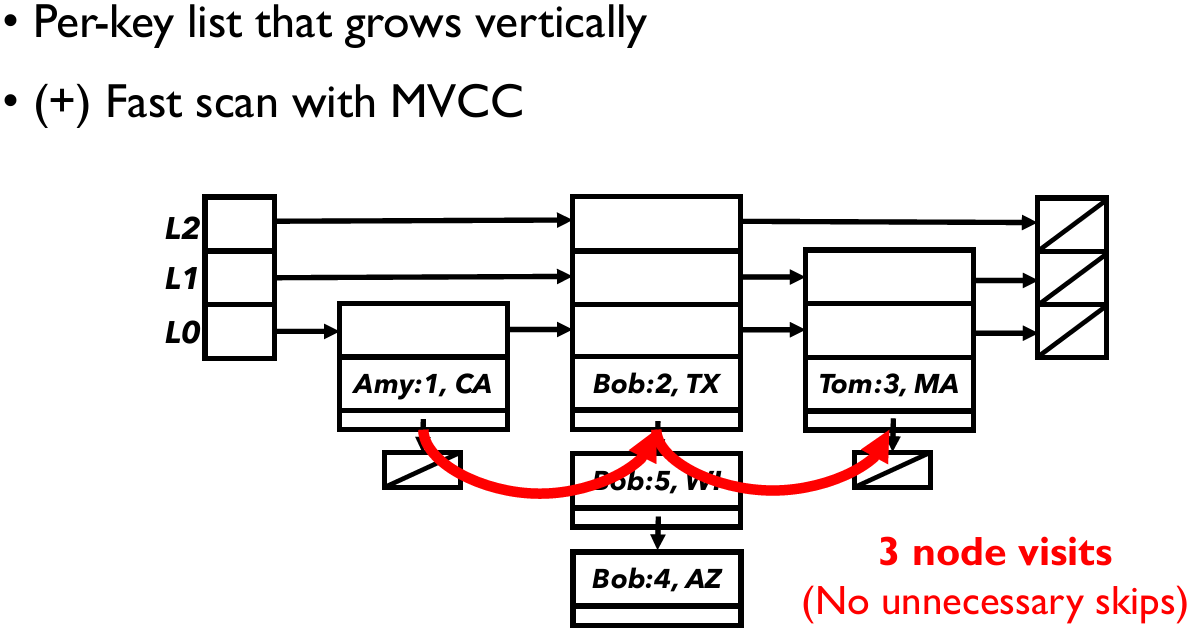 • Per-key list that grows vertically
• (+) Fast scan with MVCC
L2
L1
L0
Amy:1, CA
Bob:2, TX
Tom:3, MA
Bob:5, WI
Bob:4, AZ
3 node visits
(No unnecessary skips)